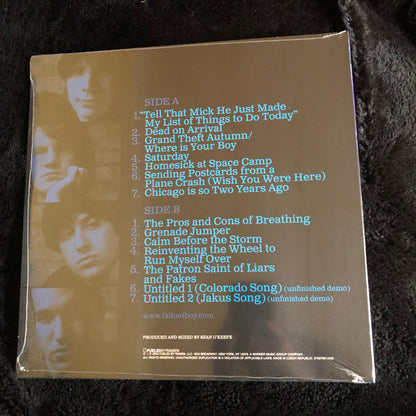 SIDE A
1. "Tell That Mick He Just Made
My List of Things to Do Today"
2. Dead on Arrival
3. Grand Theft Autumn/
Where is Your Boy
4. Saturday
5. Homesick at Space Camp
6. Sending Postcards from a
Plane Crash (Wish You Were Here)
7. Chicago is so Two Years Ago
SIDE B
1. The Pros and Cons of Breathing
2. Grenade Jumper
3. Calm Before the Storm
4. Reinventing the Wheel to
Run Myself Over
5. The Patron Saint of Liars
and Fakes
6. Untitled 1 (Colorado Song) (unfinished demo)
7. Untitled 2 (Jakus Song) (unfinished demo)
www.falloutboy.com
PRODUCED AND MIXED BY SEAN O'KEEFE
FUELED BY RAMEN